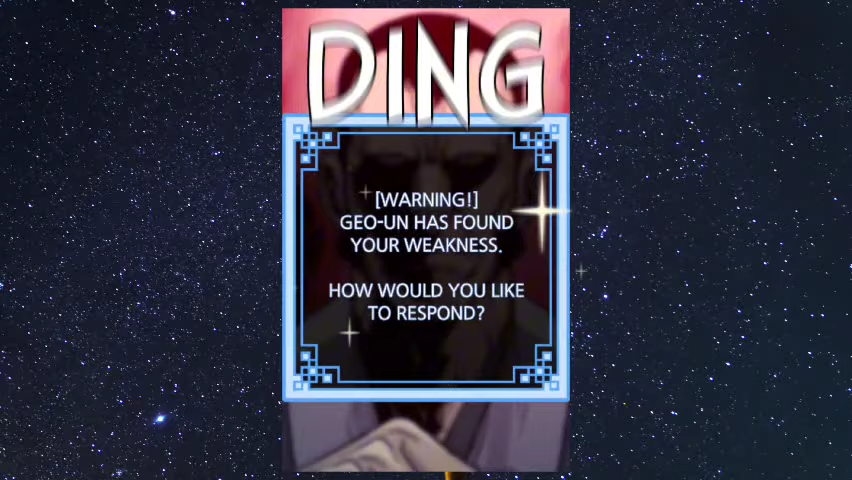 DING
[WARNING!]
GEO-UN HAS FOUND
YOUR WEAKNESS.
HOW WOULD YOU LIKE
TO RESPOND?